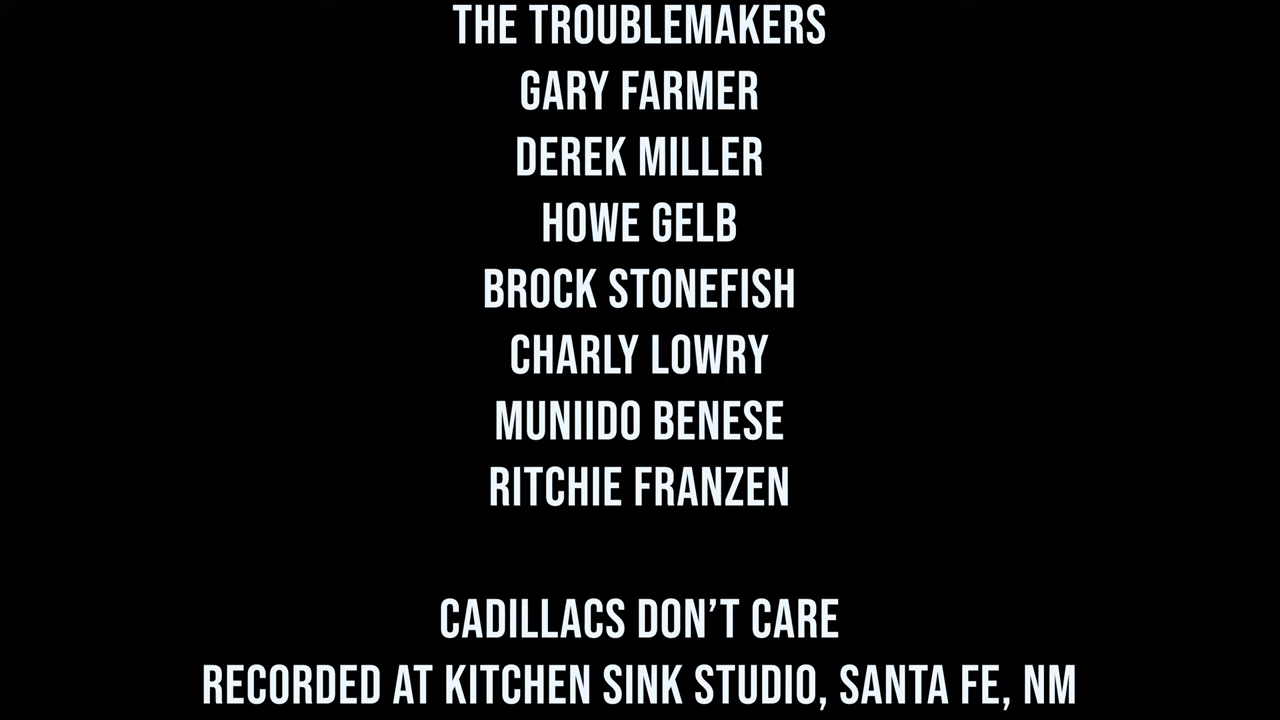 THE TROUBLEMAKERS
GARY FARMER
DEREK MILLER
HOWE GELB
BROCK STONEFISH
CHARLY LOWRY
MUNIIDO BENESE
RITCHIE FRANZEN
CADILLACS DON’T CARE
RECORDED AT KITCHEN SINK STUDIO, SANTA FE, NM